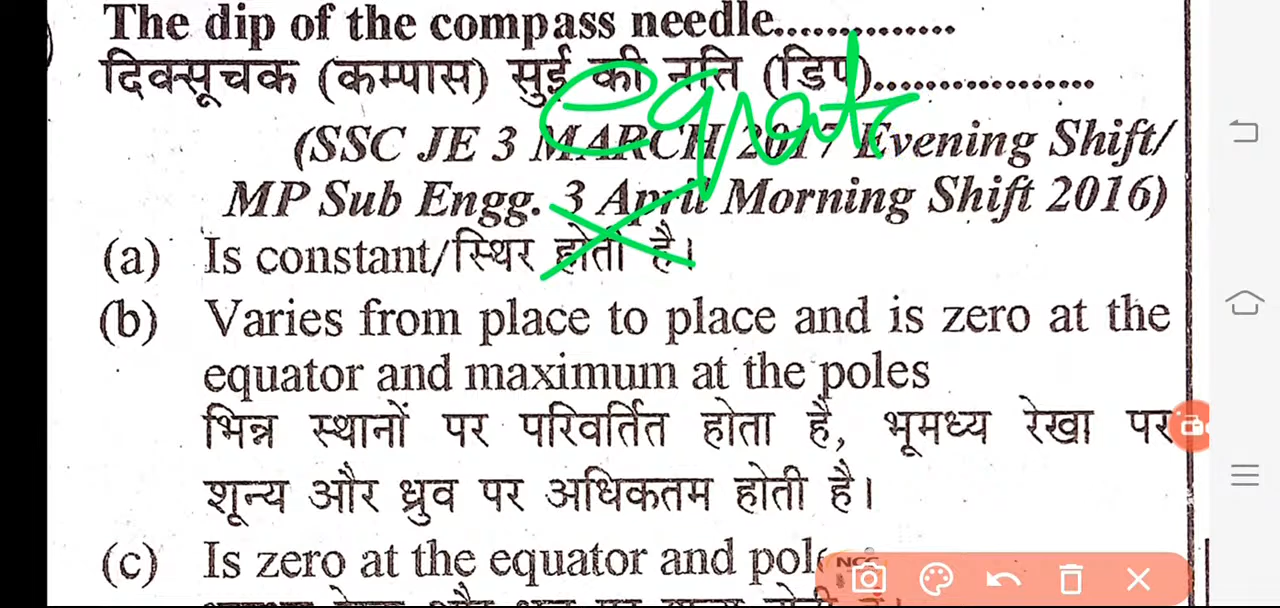 The dip of the compass needle..............
दिक्सूचक (कम्पास) सुई की नति (डिप)..................
equat
(SSC JE 3 MARCH 2017 Evening Shift/
MP Sub Engg. 3 April Morning Shift 2016)
(a) Is constant/स्थिर होती है।
(b) Varies from place to place and is zero at the
equator and maximum at the poles
भिन्न स्थानों पर परिवर्तित होता है, भूमध्य रेखा पर
शून्य और ध्रुव पर अधिकतम होती है।
(c) Is zero at the equator and